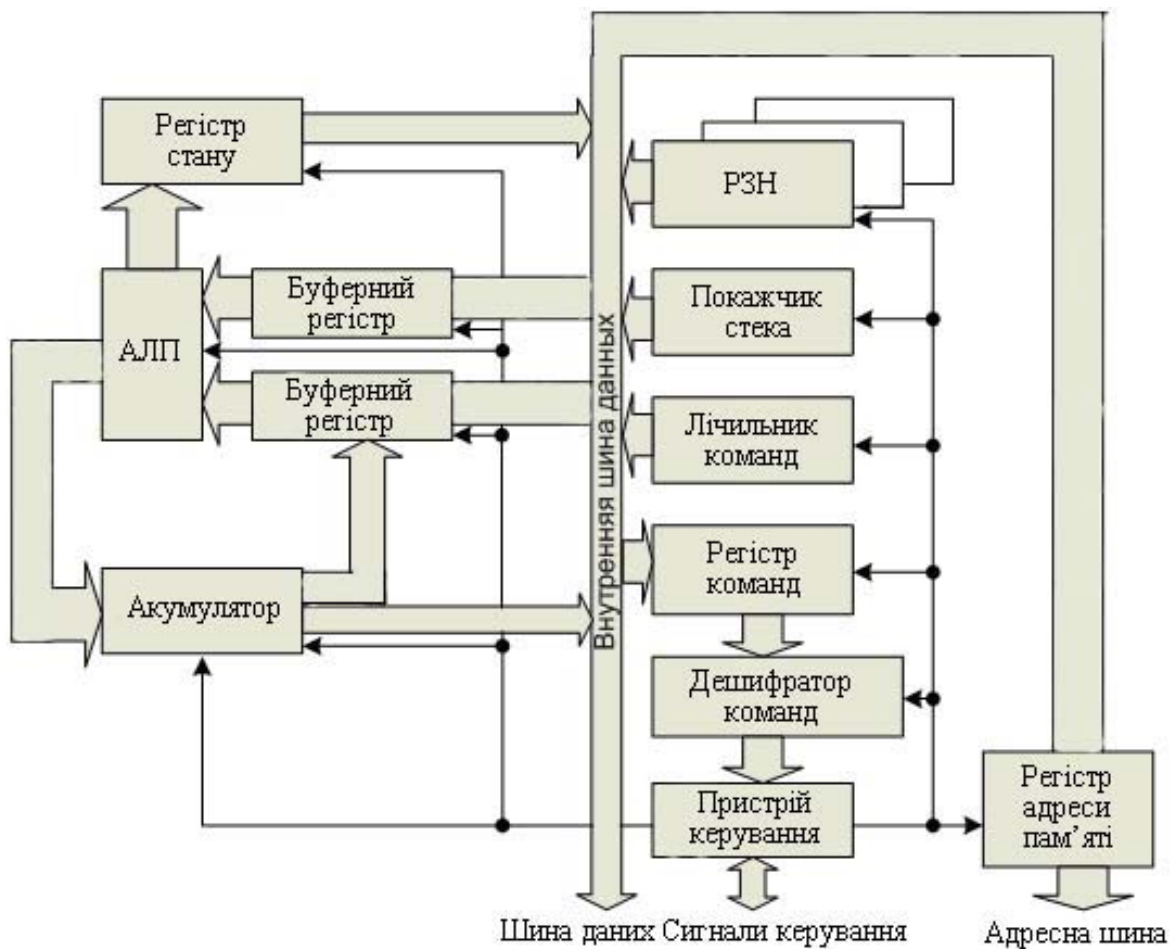 Регістр
стану
РЗН
Буферний
регістр
Покажчик
стека
АЛП
Буферний
регістр
Лічильник
команд
Внутренняя шина данных
Регістр
команд
Акумулятор
Дешифратор
команд
Пристрій
керування
Регістр
адреси
пам’яті
Шина даних Сигнали керування
Адресна шина